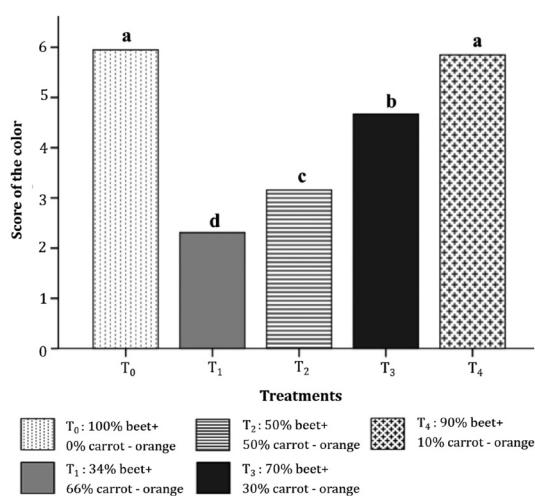 a
6
5
b
4
c
3
d
2
1
0
a
Score of the color
T₀
T₁
T₂
T₃
T₄
Treatments
T₀ : 100% beet+
0% carrot - orange
T₂ : 50% beet+
50% carrot - orange
T₄ : 90% beet+
10% carrot - orange
T₁ : 34% beet+
66% carrot - orange
T₃ : 70% beet+
30% carrot - orange